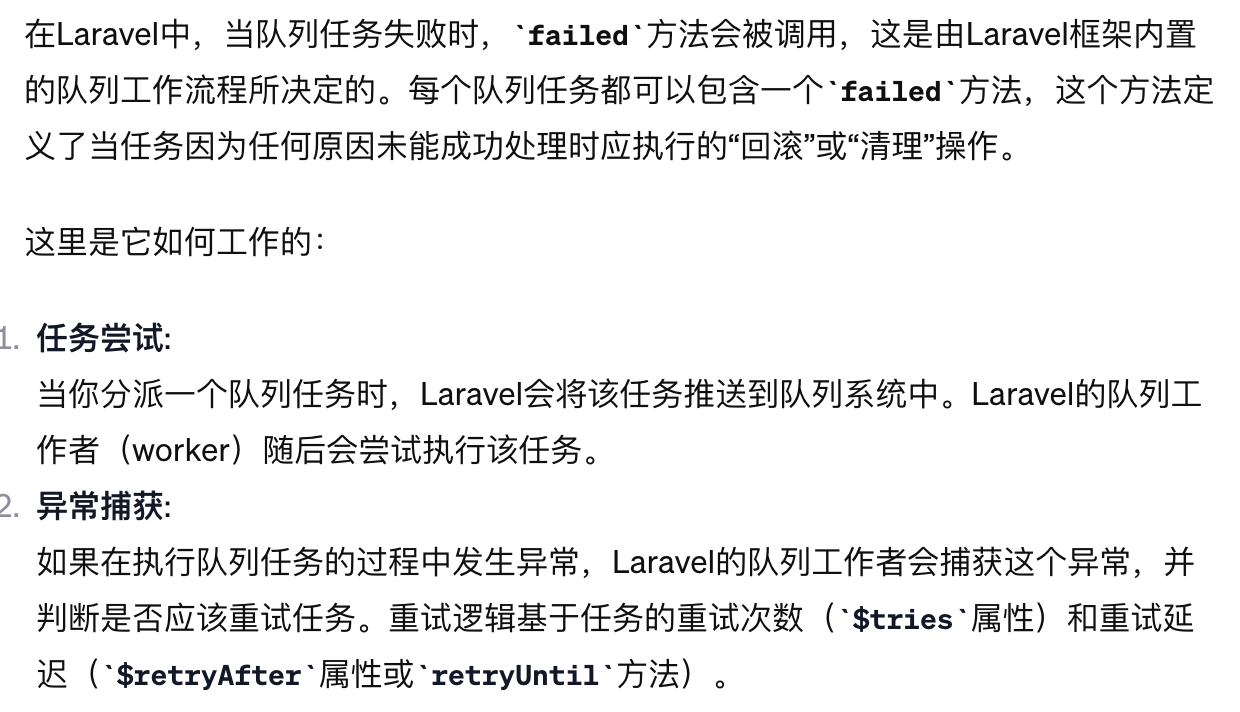 在Laravel中，当队列任务失败时，`failed`方法会被调用，这是由Laravel框架内置
的队列工作流程所决定的。每个队列任务都可以包含一个`failed`方法，这个方法定
义了当任务因为任何原因未能成功处理时应执行的“回滚”或“清理”操作。
这里是它如何工作的：
1. 任务尝试:
当你分派一个队列任务时，Laravel会将该任务推送到队列系统中。Laravel的队列工
作者（worker）随后会尝试执行该任务。
2. 异常捕获:
如果在执行队列任务的过程中发生异常，Laravel的队列工作者会捕获这个异常，并
判断是否应该重试任务。重试逻辑基于任务的重试次数（`$tries`属性）和重试延
迟（`$retryAfter`属性或`retryUntil`方法）。